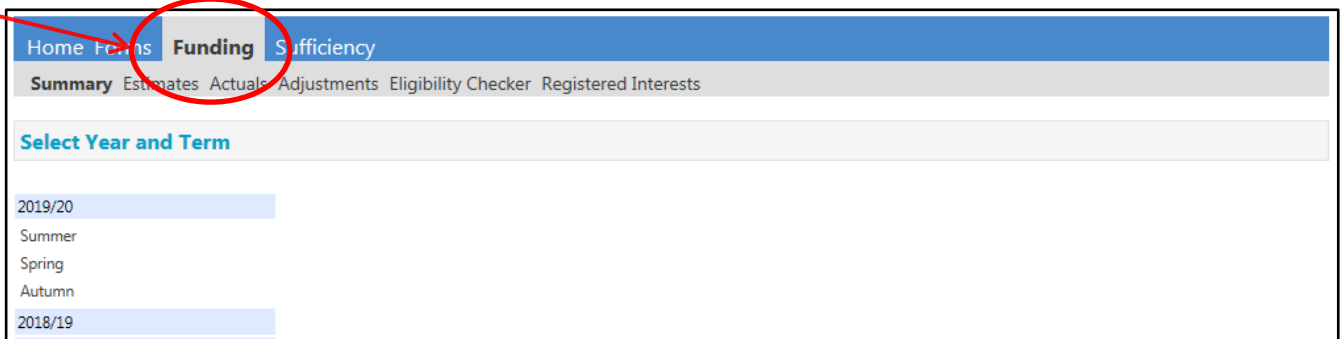 Home Forms Funding Sufficiency
Summary Estimates Actuals Adjustments Eligibility Checker Registered Interests
Select Year and Term
2019/20
Summer
Spring
Autumn
2018/19